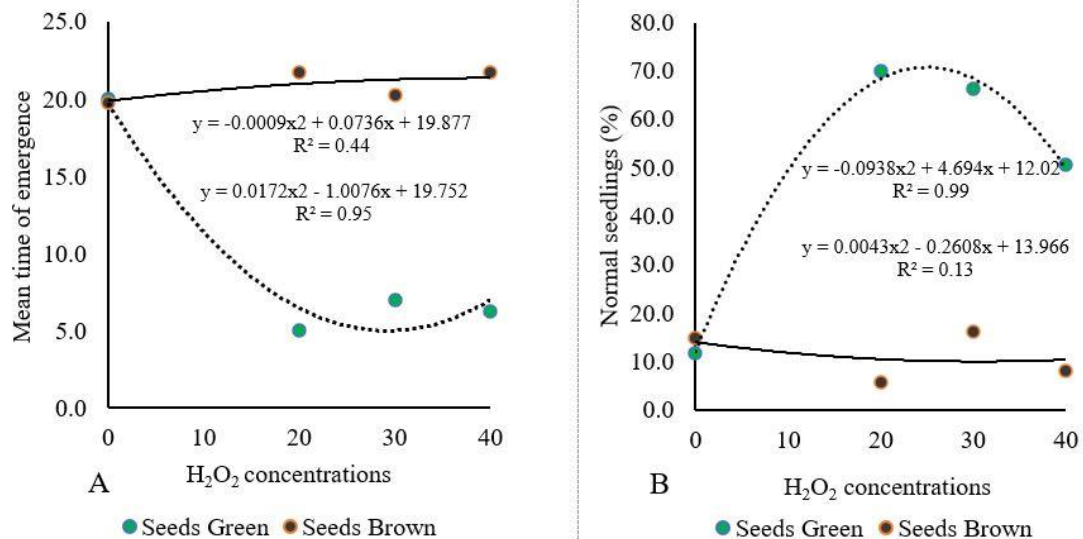 25.0
20.0
15.0
10.0
5.0
0.0
Mean time of emergence
y = -0.0009x2 + 0.0736x + 19.877
R² = 0.44
y = 0.0172x2 - 1.0076x + 19.752
R² = 0.95
0 10 20 30 40
A
H₂O₂ concentrations
Seeds Green Seeds Brown
80.0
70.0
60.0
50.0
40.0
30.0
20.0
10.0
0.0
Normal seedlings (%)
y = -0.0938x2 + 4.694x + 12.02
R² = 0.99
y = 0.0043x2 - 0.2608x + 13.966
R² = 0.13
0 10 20 30 40
B
H₂O₂ concentrations
Seeds Green Seeds Brown